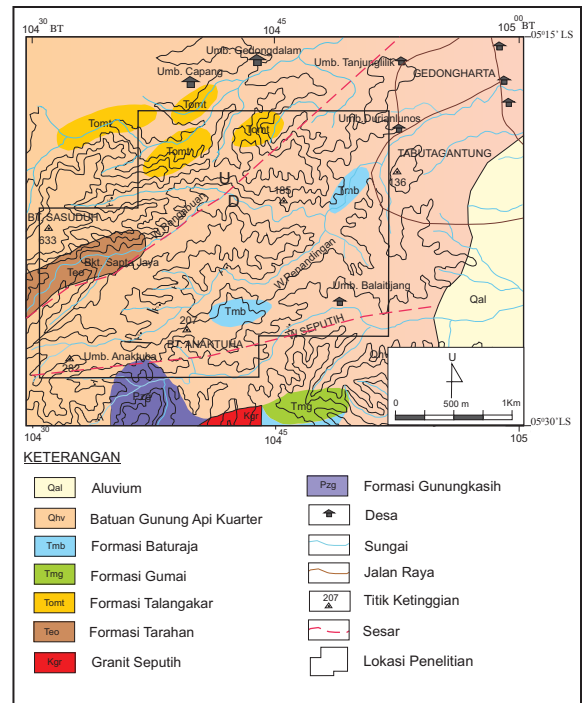 104 30 BT
104 45
BT 105 00
05°15' LS
Umb. Gedongdalam
Umb. Tanjunglilik
Umb. Capang
GEDONGHARTA
Tomt
Tomt
Tomt
Tomt
Umb. Durianlunos
TABUTAGANTUNG
136
U
D
185
Tmb
BT. SASUDUH
633
W. Pangabuan
Bkt. Sapta Jaya
Teo
W. Penandingan
Umb. Balaitijang
Qal
Tmb
207
BT. ANAKTUHA
W. SEPUTIH
Umb. Anaktuha
282
Qhv
Pzg
Kgr
Tmg
U
0 500 m 1Km
05°30' LS
104 30
104 45
105
KETERANGAN
Qal Aluvium
Qhv Batuan Gunung Api Kuarter
Tmb Formasi Baturaja
Tmg Formasi Gumai
Tomt Formasi Talangakar
Teo Formasi Tarahan
Kgr Granit Seputih
Pzg Formasi Gunungkasih
Desa
Sungai
Jalan Raya
207 Titik Ketinggian
Sesar
Lokasi Penelitian